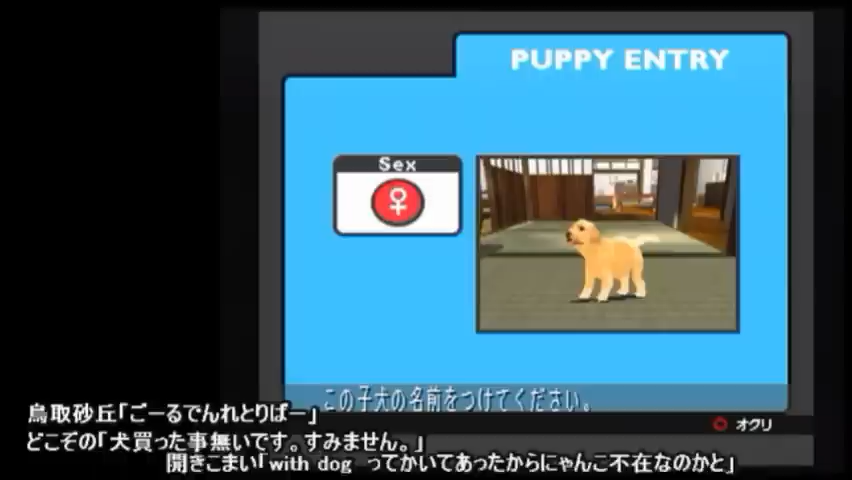 PUPPY ENTRY
Sex
この子犬の名前をつけてください。
オクリ
鳥取砂丘「ごーるでんれとりばー」
どこぞの「犬買った事無いです。すみません。」
開きこまい「with dog ってかいてあったからにゃんこ不在なのかと」